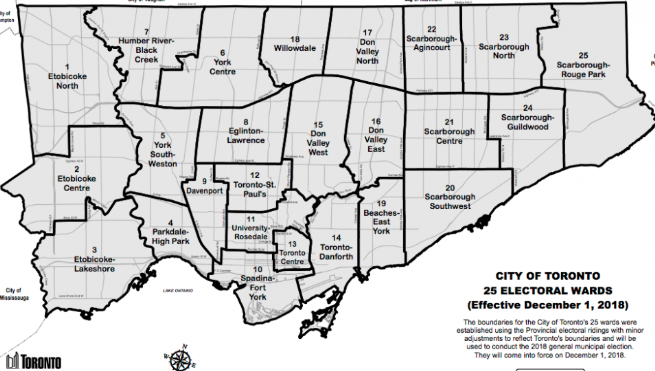 City of Vaughan
City of
7
Humber River-
Black
Creek
18
Willowdale
17
Don
Valley
North
22
Scarborough-
Agincourt
23
Scarborough
North
1
Etobicoke
North
6
York
Centre
25
Scarborough-
Rouge Park
24
Scarborough-
Guildwood
5
York
South-
Weston
8
Eglinton-
Lawrence
15
Don
Valley
West
16
Don
Valley
East
21
Scarborough
Centre
2
Etobicoke
Centre
9
Davenport
12
Toronto-St.
Paul's
20
Scarborough
Southwest
19
Beaches-
East
York
4
Parkdale-
High Park
11
University-
Rosedale
13
Toronto
Centre
14
Toronto-
Danforth
3
Etobicoke-
Lakeshore
10
Spadina-
Fort
York
City of
Mississauga
LAKE ONTARIO
N
CITY OF TORONTO
25 ELECTORAL WARDS
(Effective December 1, 2018)
The boundaries for the City of Toronto's 25 wards were
established using the Provincial electoral ridings with minor
adjustments to reflect Toronto's boundaries and will be
used to conduct the 2018 general municipal election.
They will come into force on December 1, 2018.
TORONTO